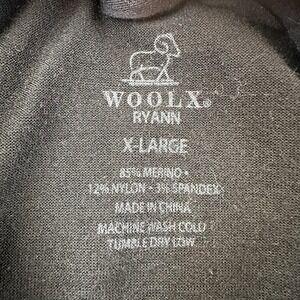 WOOLX®
RYANN
X-LARGE
85% MERINO •
12% NYLON • 3% SPANDEX
MADE IN CHINA
MACHINE WASH COLD
TUMBLE DRY LOW